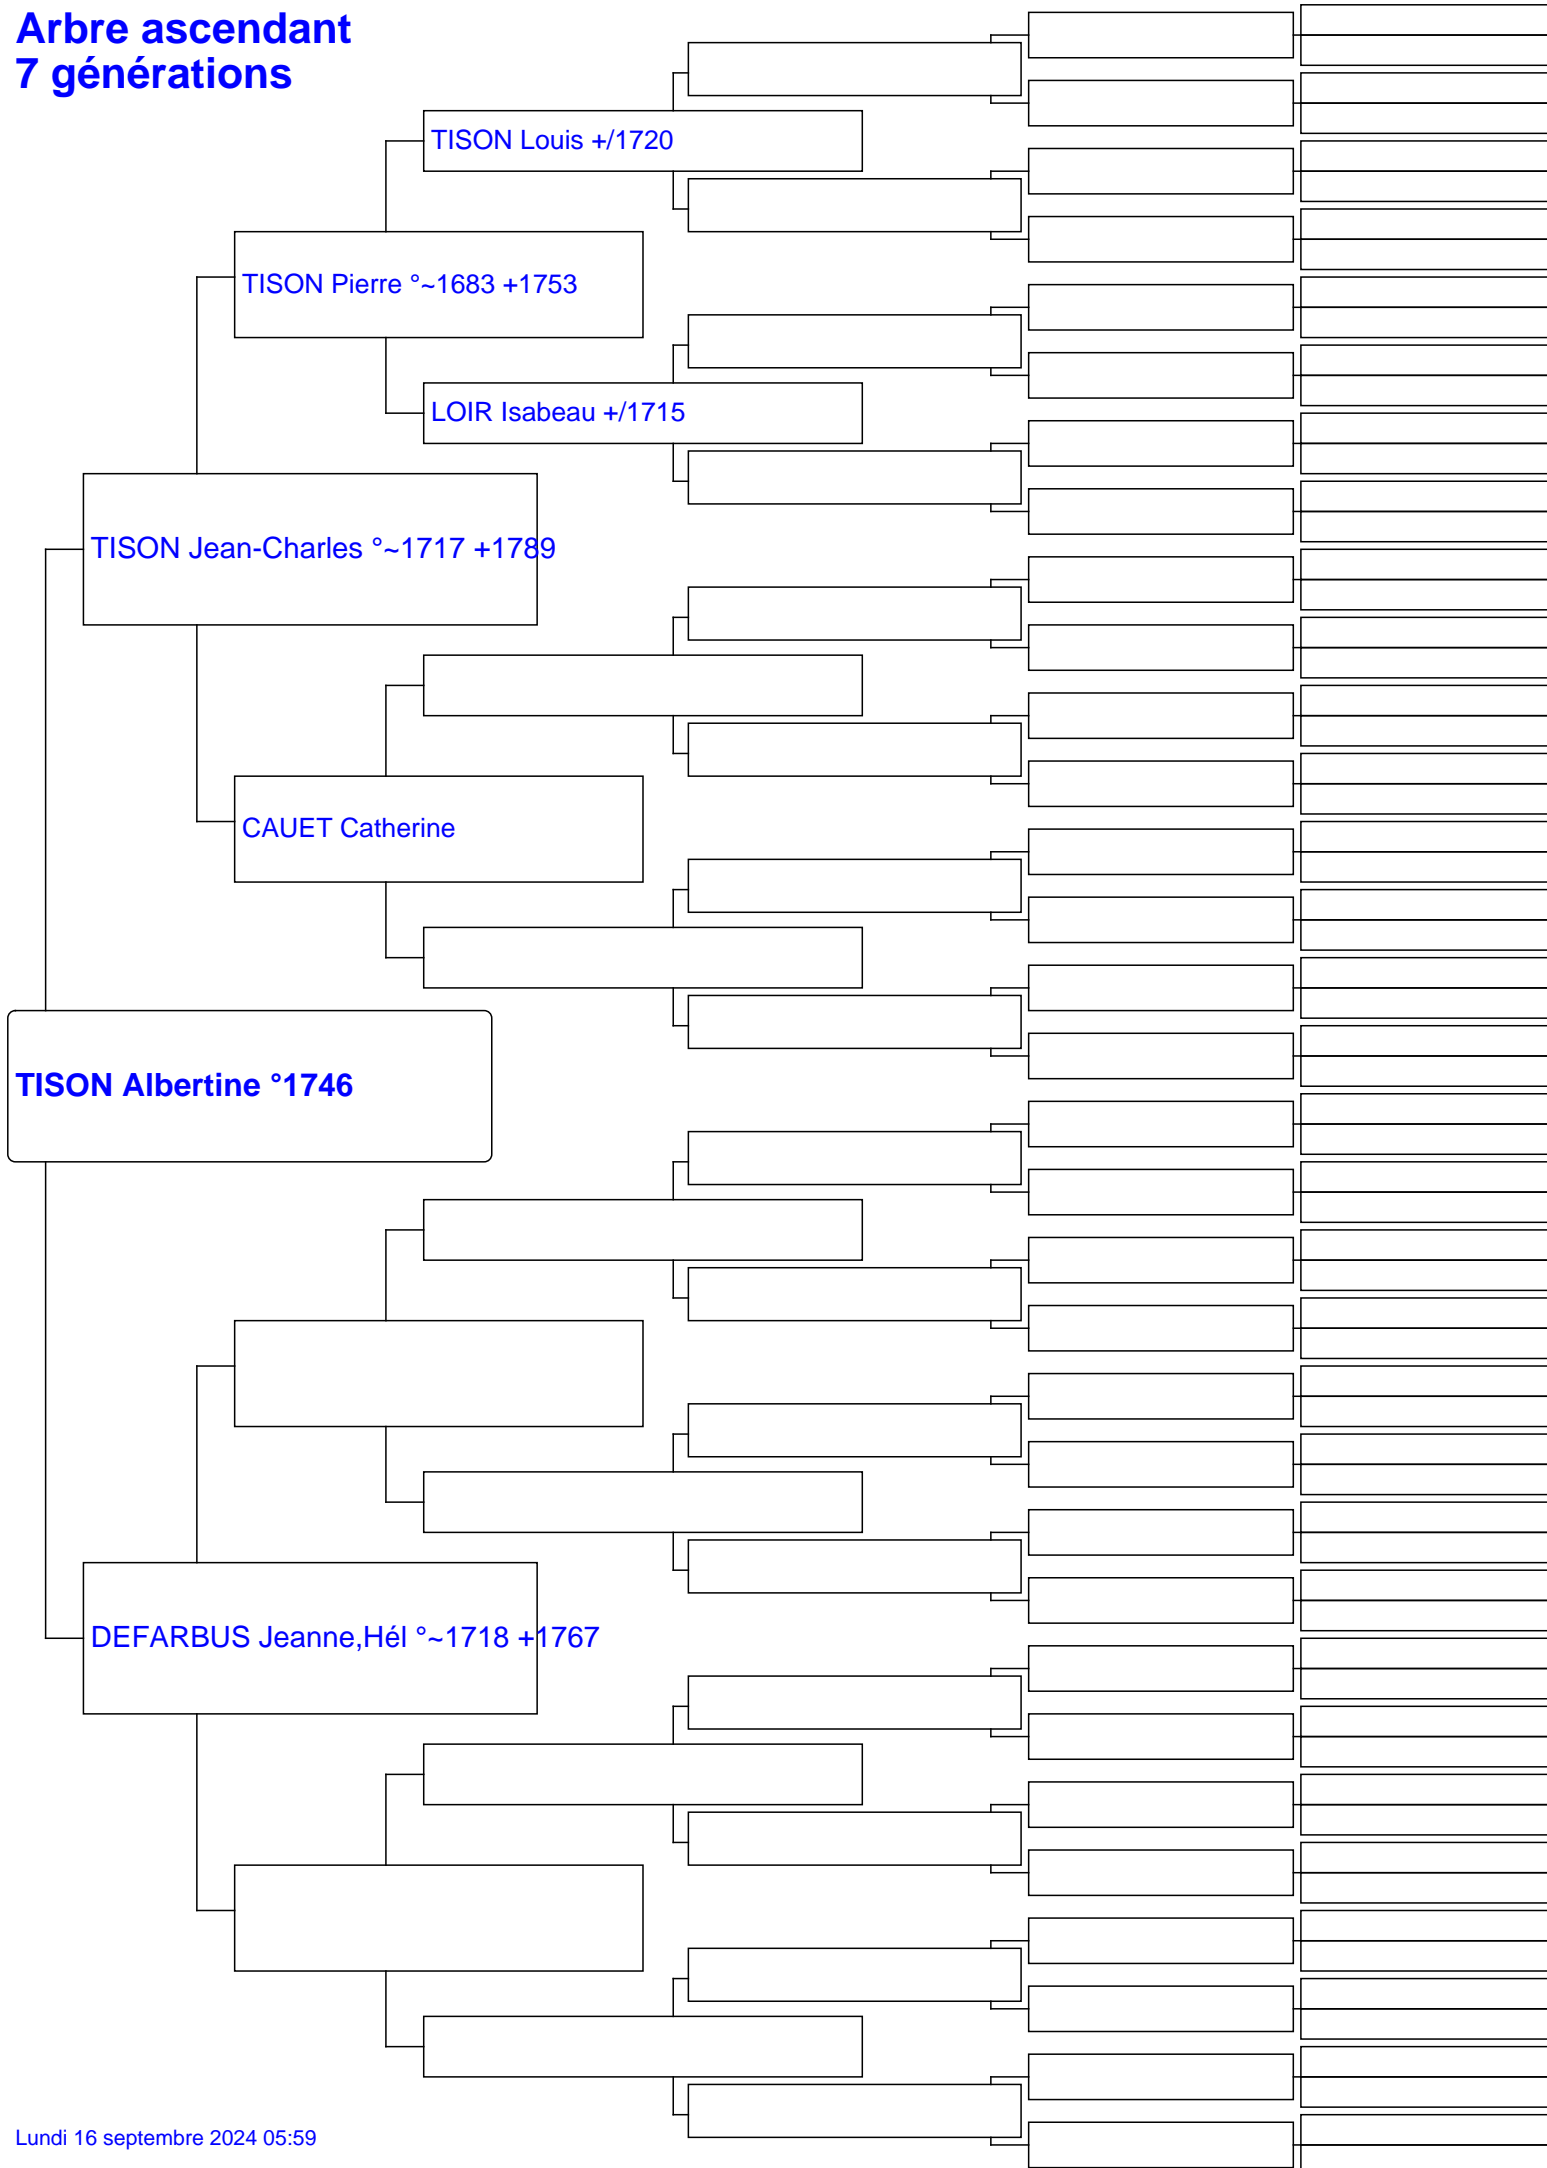 Arbre ascendant
7 générations
TISON Louis +/1720
TISON Pierre °~1683 +1753
LOIR Isabeau +/1715
TISON Jean-Charles °~1717 +1789
CAUET Catherine
TISON Albertine °1746
DEFARBUS Jeanne,Hél °~1718 +1767
Lundi 16 septembre 2024 05:59